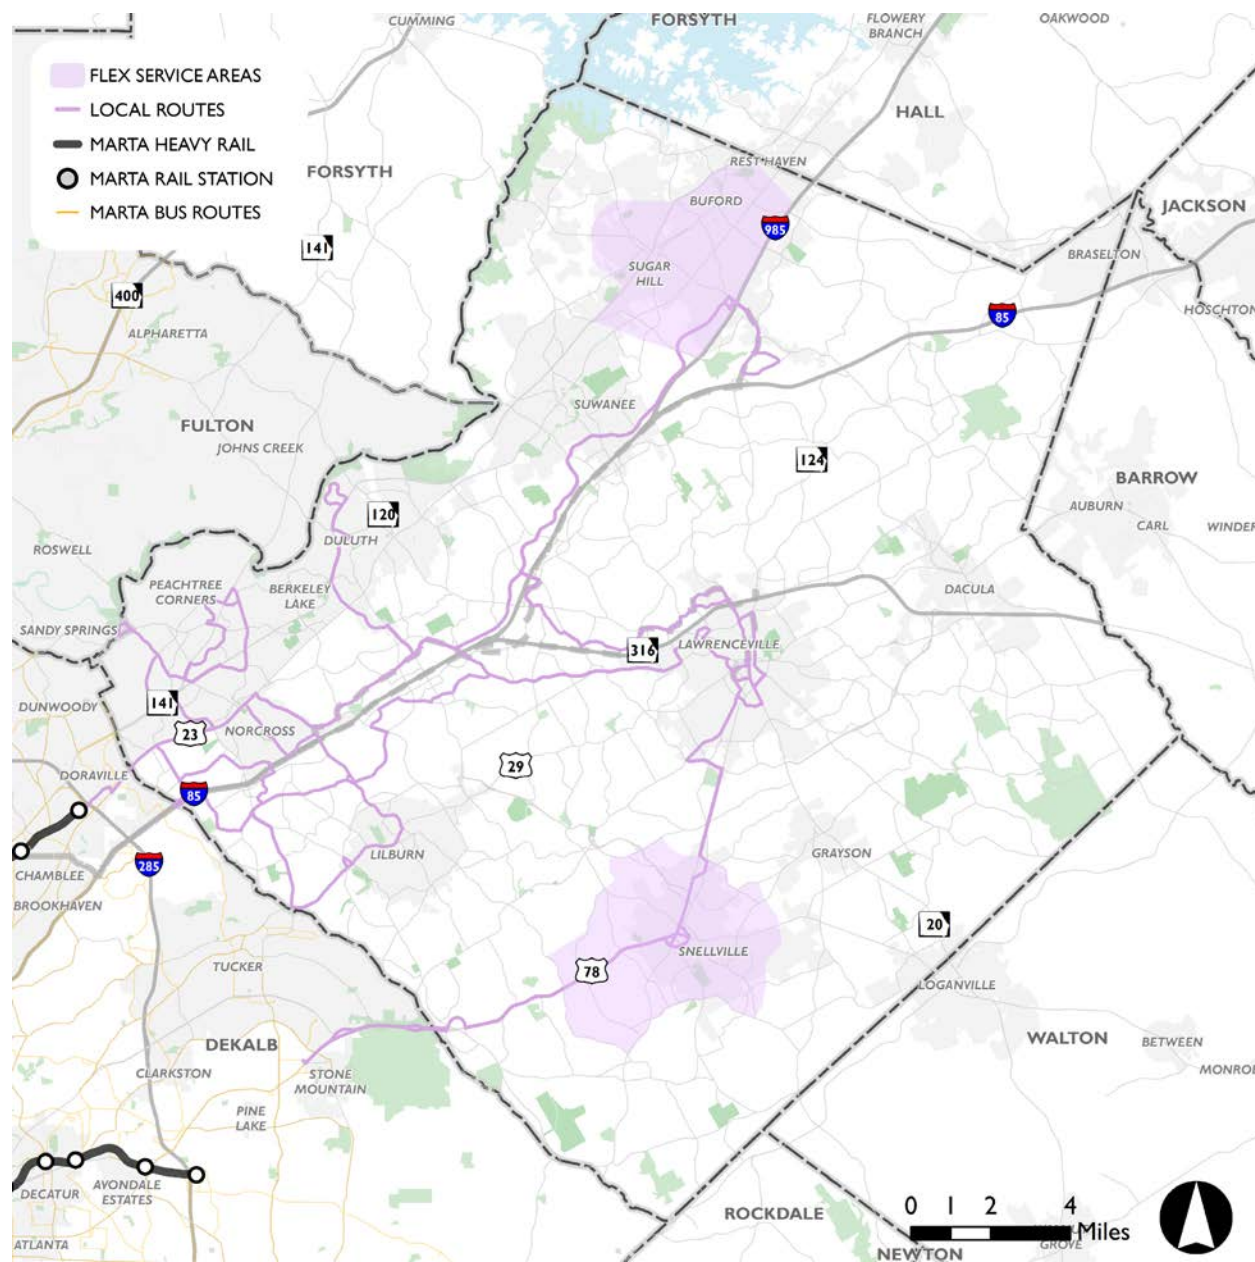 CUMMING
FORSYTH
FLOWERY
BRANCH
OAKWOOD
FLEX SERVICE AREAS
LOCAL ROUTES
MARTA HEAVY RAIL
MARTA RAIL STATION
MARTA BUS ROUTES
HALL
FORSYTH
REST HAVEN
BUFORD
JACKSON
985
141
BRASELTON
SUGAR
HILL
400
ALPHARETTA
85
HOSCHTON
SUWANEE
FULTON
JOHNS CREEK
124
BARROW
AUBURN
CARL
WINDER
120
DULUTH
ROSWELL
PEACHTREE
CORNERS
BERKELEY
LAKE
DACULA
SANDY SPRINGS
316
LAWRENCEVILLE
DUNWOODY
141
23
NORCROSS
29
DORAVILLE
85
285
LILBURN
GRAYSON
CHAMBLEE
BROOKHAVEN
20
SNELLVILLE
TUCKER
78
LOGANVILLE
DEKALB
WALTON
BETWEEN
CLARKSTON
STONE
MOUNTAIN
MONROE
PINE
LAKE
DECATUR
AVONDALE
ESTATES
ROCKDALE
0 1 2 4
Miles
ATLANTA
NEWTON
GROVE